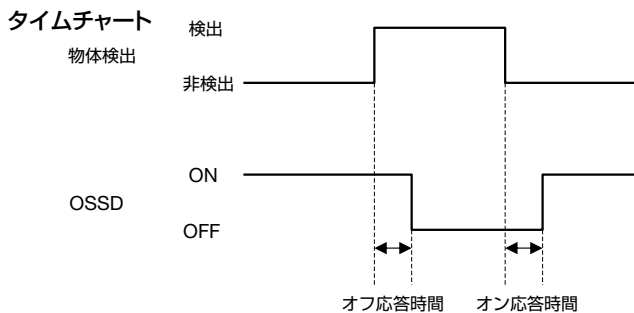 タイムチャート
検出
物体検出
非検出
ON
OSSD
OFF
オフ応答時間 オン応答時間